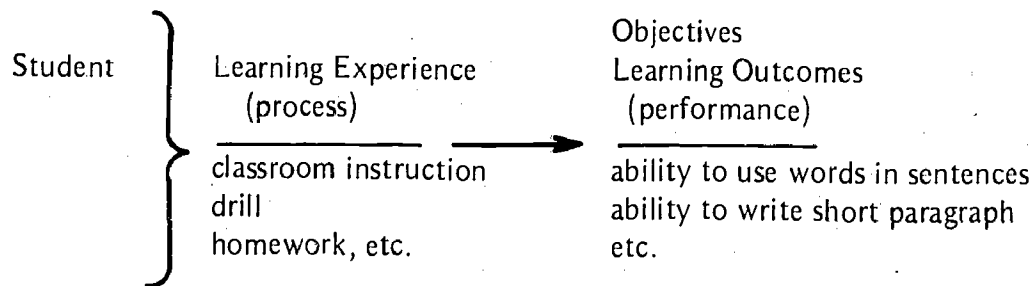 Student
Learning Experience
(process)
classroom instruction
drill
homework, etc.
Objectives
Learning Outcomes
(performance)
ability to use words in sentences
ability to write short paragraph
etc.